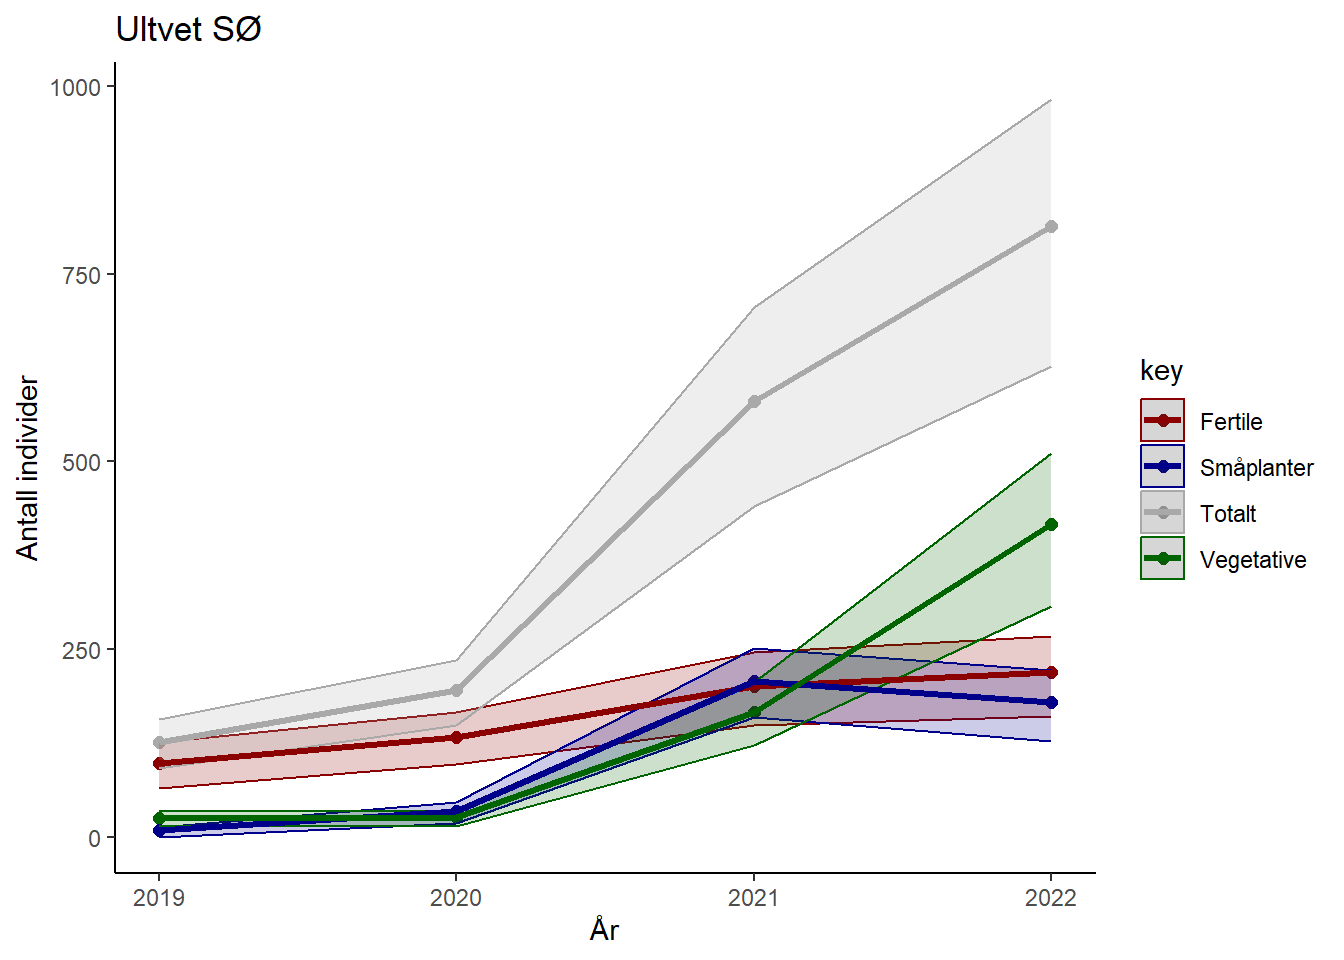 Ultvet SØ
Antall individer
1000
750
500
250
0
2019 2020 2021 2022
År
key
Fertile
Småplanter
Totalt
Vegetative